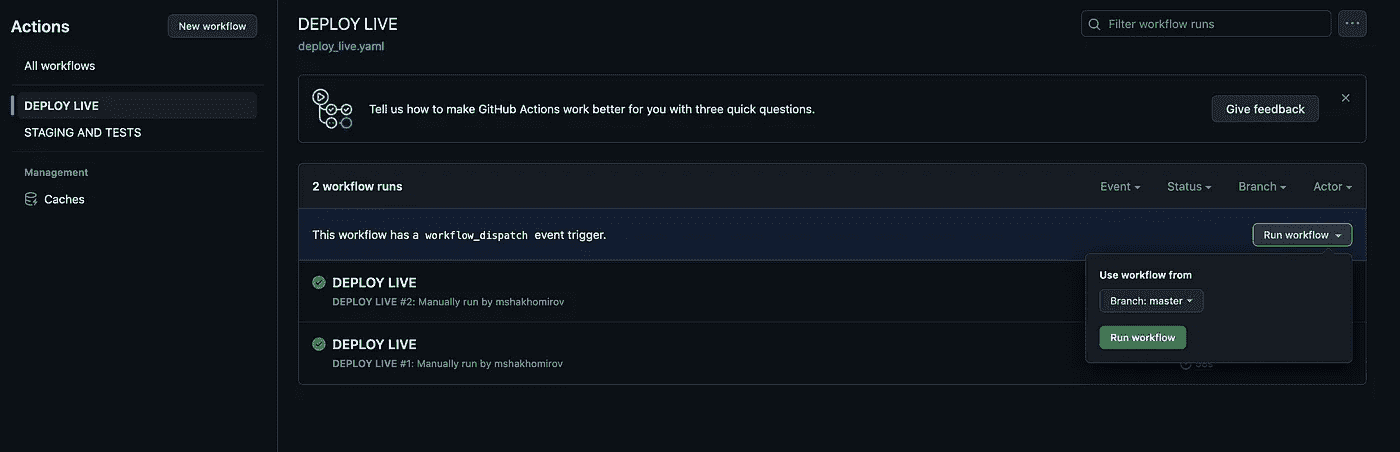 Actions
New workflow
All workflows
DEPLOY LIVE
STAGING AND TESTS
Management
Caches
DEPLOY LIVE
deploy_live.yaml
Filter workflow runs
Tell us how to make GitHub Actions work better for you with three quick questions.
Give feedback
2 workflow runs
Event
Status
Branch
Actor
This workflow has a workflow_dispatch event trigger.
Run workflow
Use workflow from
Branch: master
Run workflow
DEPLOY LIVE
DEPLOY LIVE #2: Manually run by mshakhomirov
DEPLOY LIVE
DEPLOY LIVE #1: Manually run by mshakhomirov